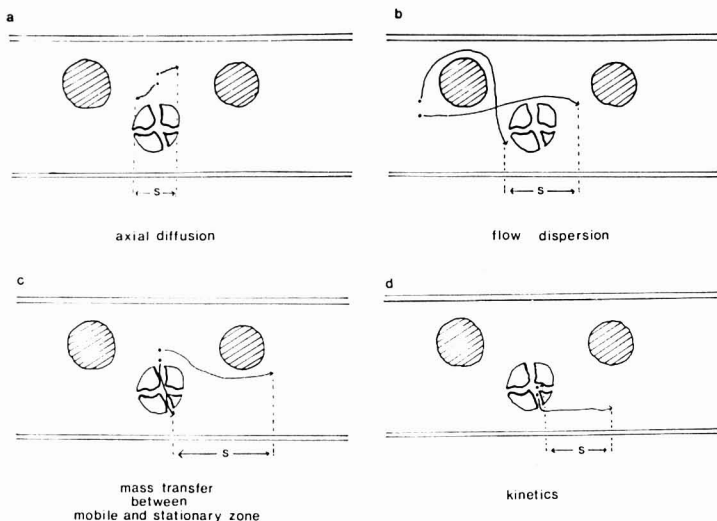 a
b
S
S
axial diffusion
flow dispersion
c
d
S
S
mass transfer
between
mobile and stationary zone
kinetics